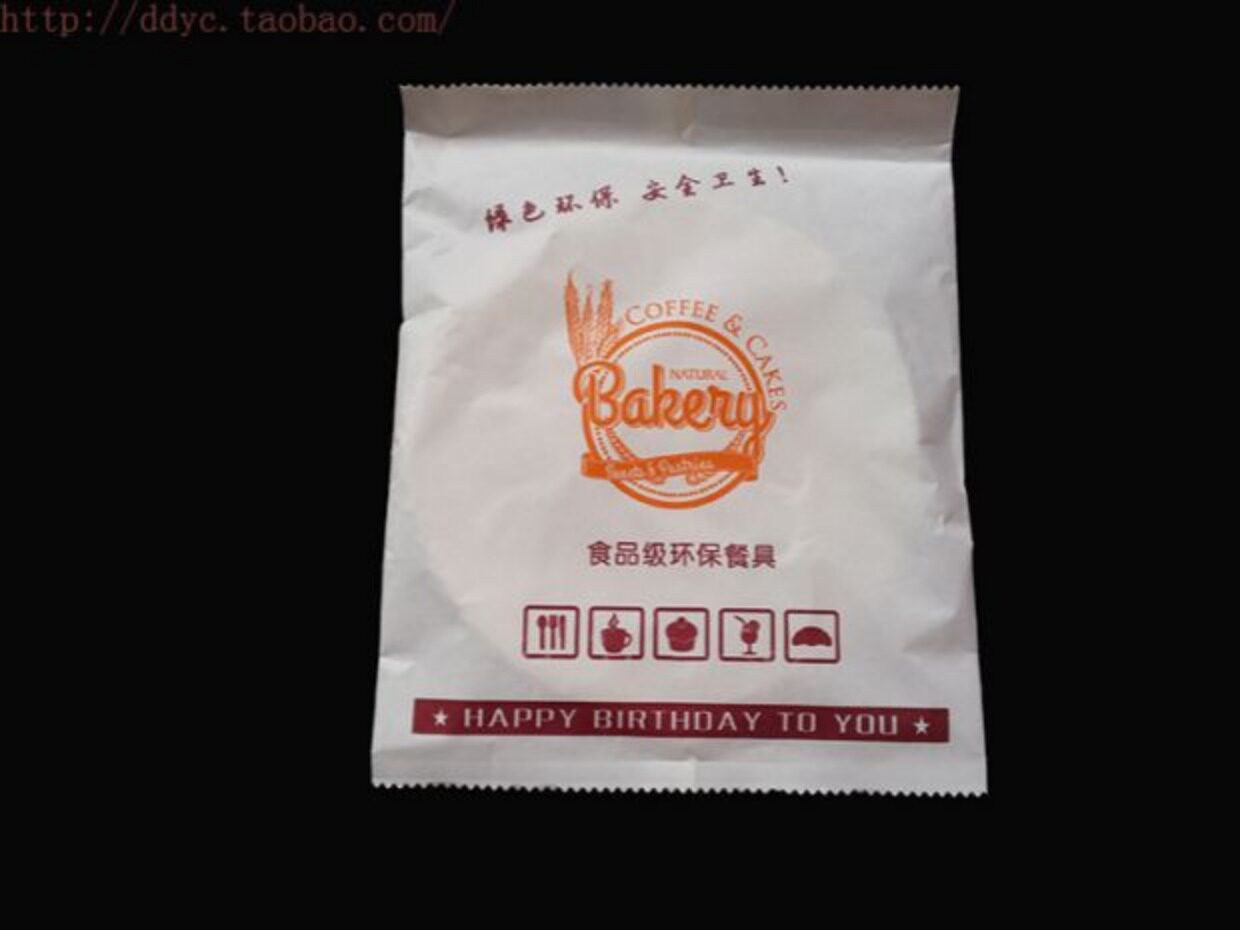 http://ddyc.taobao.com/
绿色环保 安全卫生！
COFFEE & CAKES
NATURAL
Bakery
& Pastries
食品级环保餐具
★ HAPPY BIRTHDAY TO YOU ★